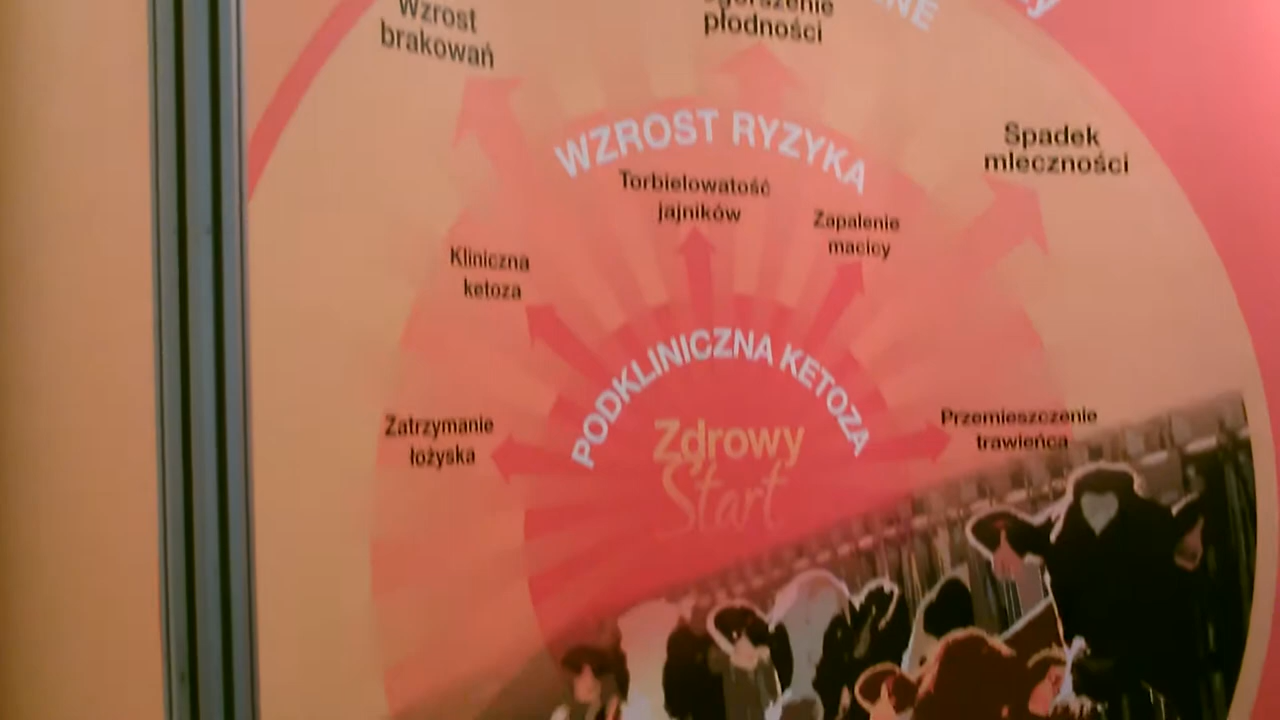 Wzrost
brakowań
płodności
WZROST RYZYKA
Spadek
mleczności
Torbielowatość
jajników
Zapalenie
macicy
Kliniczna
ketoza
PODKLINICZNA KETOZA
Zatrzymanie
łożyska
Przemieszczenie
trawieńca
Zdrowy
Start